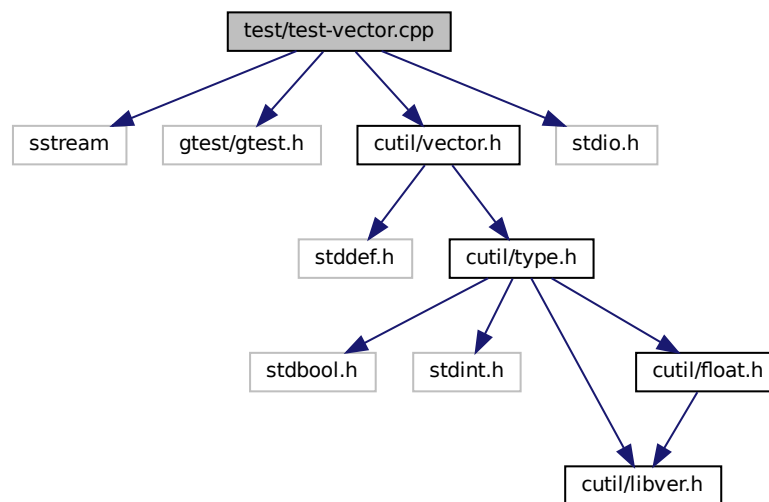 test/test-vector.cpp
sstream
gtest/gtest.h
cutil/vector.h
stdio.h
stddef.h
cutil/type.h
stdbool.h
stdint.h
cutil/float.h
cutil/libver.h